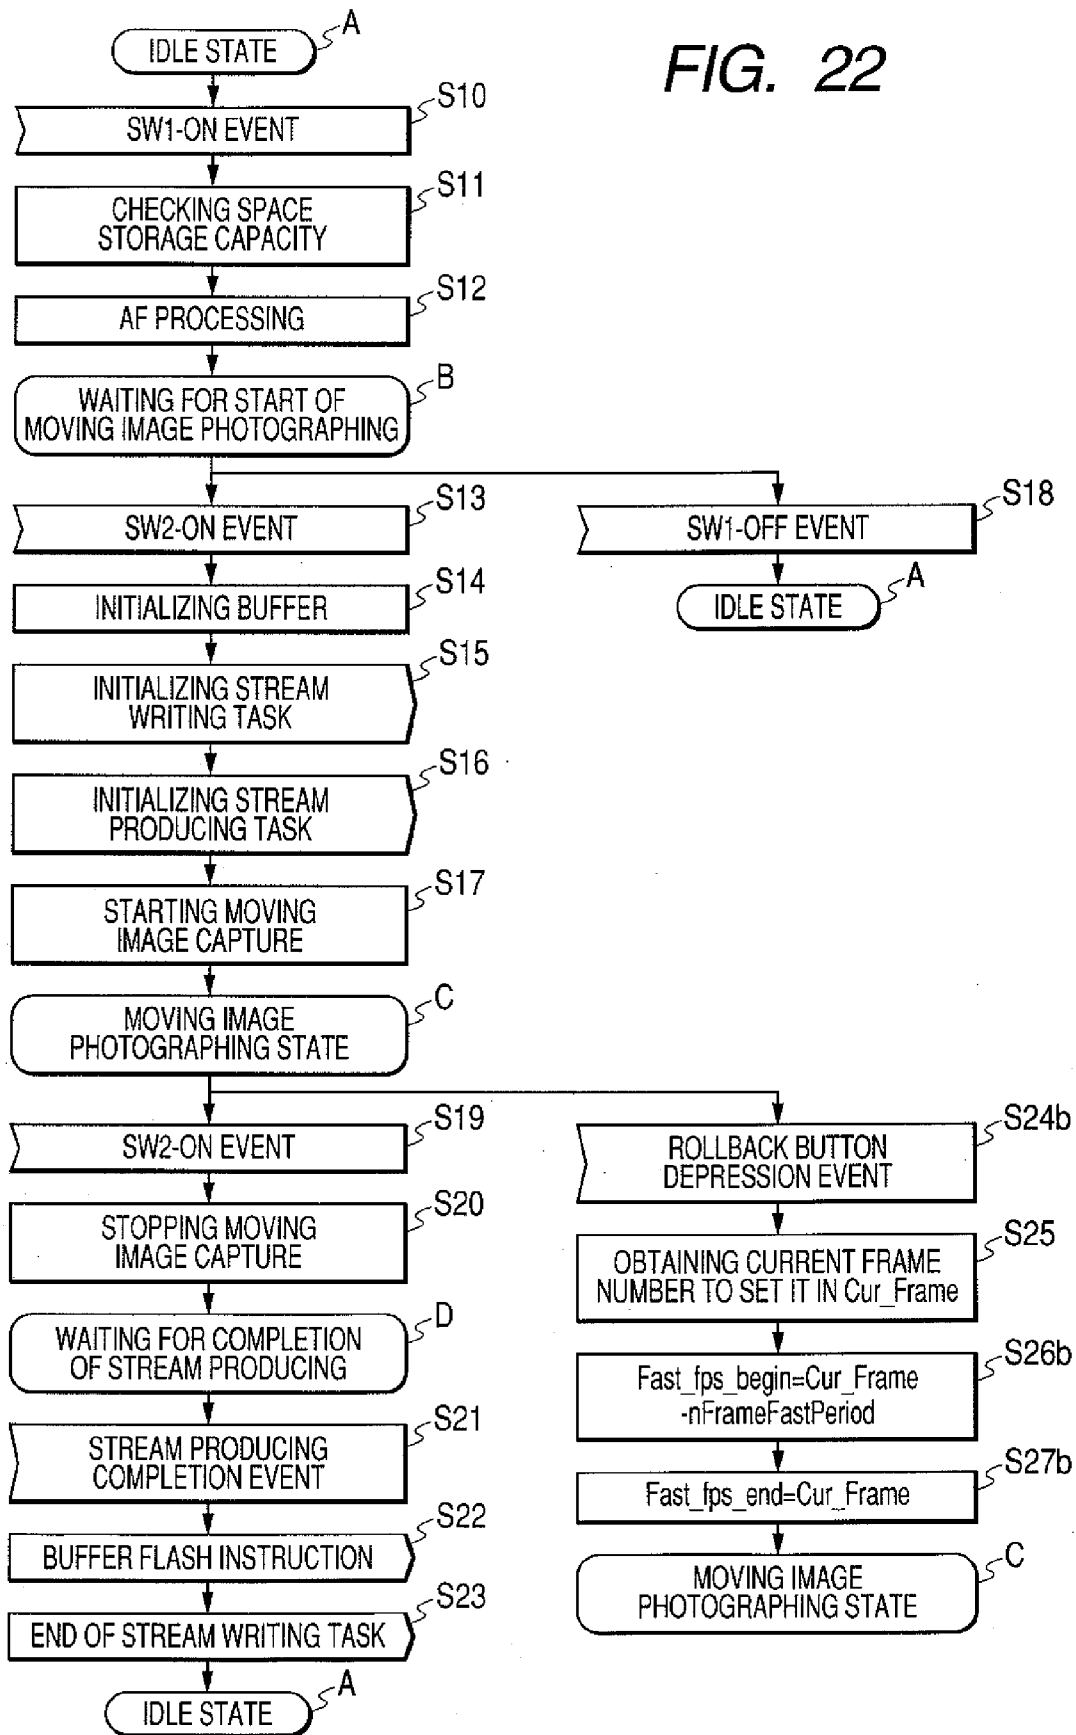 FIG. 22
A
IDLE STATE
S10
SW1-ON EVENT
S11
CHECKING SPACE
STORAGE CAPACITY
S12
AF PROCESSING
B
WAITING FOR START OF
MOVING IMAGE PHOTOGRAPHING
S13
SW2-ON EVENT
S14
INITIALIZING BUFFER
S15
INITIALIZING STREAM
WRITING TASK
S16
INITIALIZING STREAM
PRODUCING TASK
S17
STARTING MOVING
IMAGE CAPTURE
C
MOVING IMAGE
PHOTOGRAPHING STATE
S18
SW1-OFF EVENT
A
IDLE STATE
S19
SW2-ON EVENT
S20
STOPPING MOVING
IMAGE CAPTURE
D
WAITING FOR COMPLETION
OF STREAM PRODUCING
S21
STREAM PRODUCING
COMPLETION EVENT
S22
BUFFER FLASH INSTRUCTION
S23
END OF STREAM WRITING TASK
A
IDLE STATE
S24b
ROLLBACK BUTTON
DEPRESSION EVENT
S25
OBTAINING CURRENT FRAME
NUMBER TO SET IT IN Cur_Frame
S26b
Fast_fps_begin=Cur_Frame
-nFrameFastPeriod
S27b
Fast_fps_end=Cur_Frame
C
MOVING IMAGE
PHOTOGRAPHING STATE